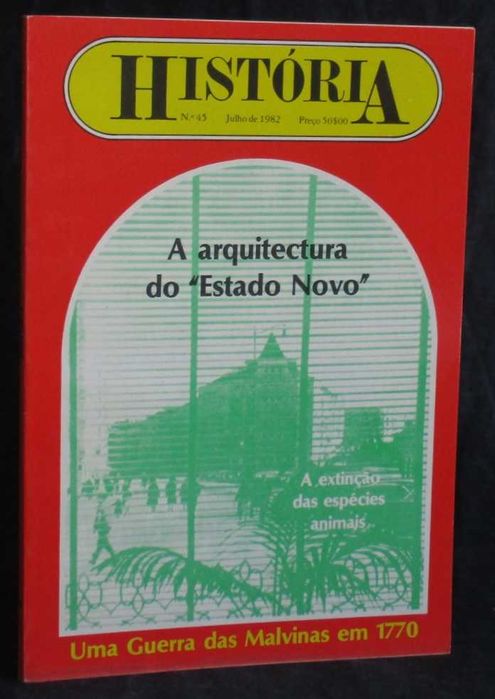 HISTÓRIA
N.º 45 Julho de 1982 Preço 50$00
A arquitectura
do "Estado Novo"
A extinção
das espécies
animais
Uma Guerra das Malvinas em 1770